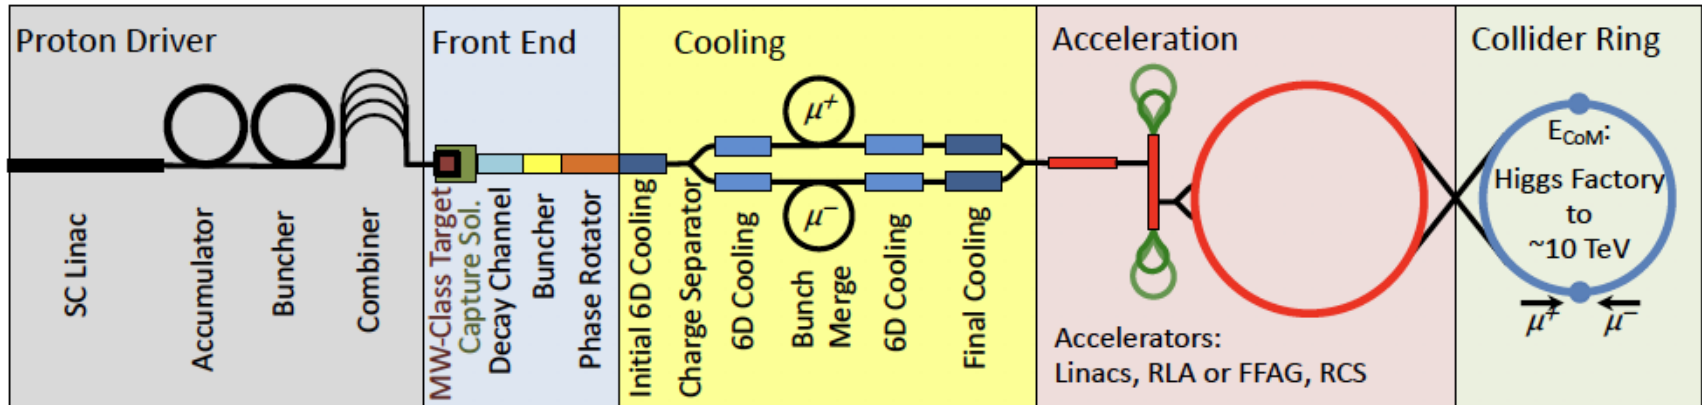 Proton Driver
Front End
Cooling
Acceleration
Collider Ring
SC Linac
Accumulator
Buncher
Combiner
MW-Class Target
Capture Sol.
Decay Channel
Buncher
Phase Rotator
Initial 6D Cooling
Charge Separator
6D Cooling
μ+
μ−
Bunch
Merge
6D Cooling
Final Cooling
Accelerators:
Linacs, RLA or FFAG, RCS
ECoM:
Higgs Factory
to
~10 TeV
μ+
μ−